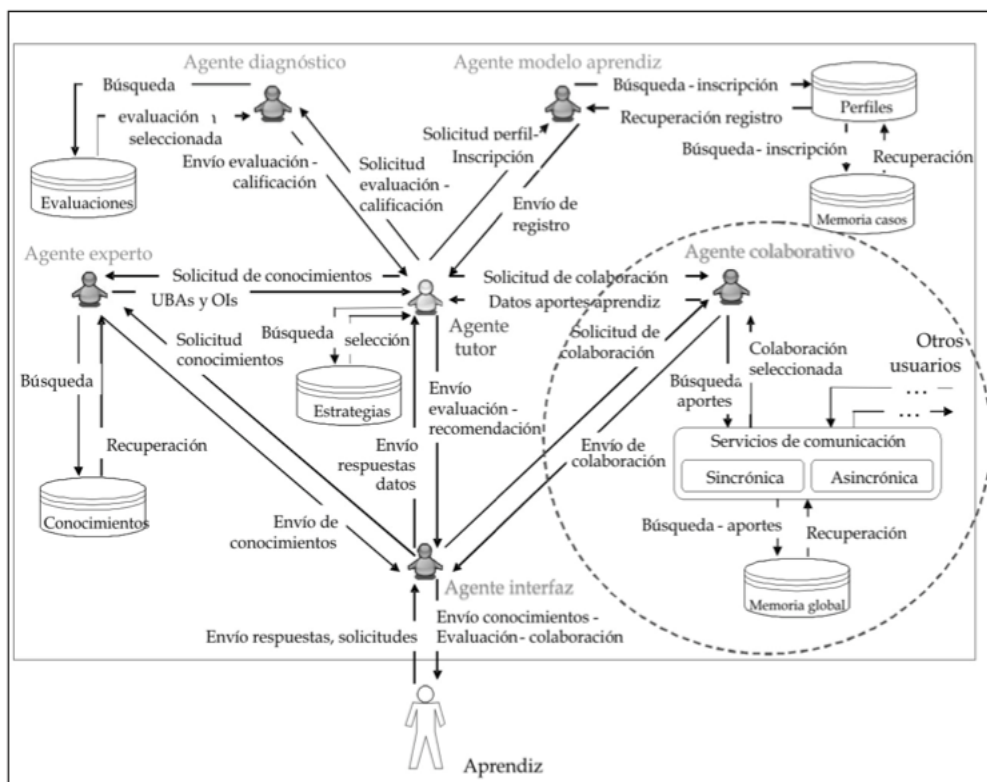 Agente diagnóstico
Agente modelo aprendiz
Búsqueda
evaluación
seleccionada
Evaluaciones
Envío evaluación -
calificación
Solicitud
evaluación -
calificación
Solicitud perfil-
Inscripción
Envío de
registro
Búsqueda - inscripción
Recuperación registro
Perfiles
Búsqueda - inscripción
Recuperación
Memoria casos
Agente experto
Solicitud de conocimientos
UBAs y OIs
Agente colaborativo
Solicitud de colaboración
Datos aportes aprendiz
Agente
tutor
Búsqueda
selección
Estrategias
Solicitud
conocimientos
Búsqueda
Recuperación
Conocimientos
Envío de
conocimientos
Envío
respuestas
datos
Envío
evaluación -
recomendación
Solicitud de
colaboración
Envío de
colaboración
Búsqueda
aportes
Colaboración
seleccionada
Otros
usuarios
...
...
Servicios de comunicación
Sincrónica
Asincrónica
Búsqueda - aportes
Recuperación
Memoria global
Agente interfaz
Envío respuestas, solicitudes
Envío conocimientos -
Evaluación - colaboración
Aprendiz